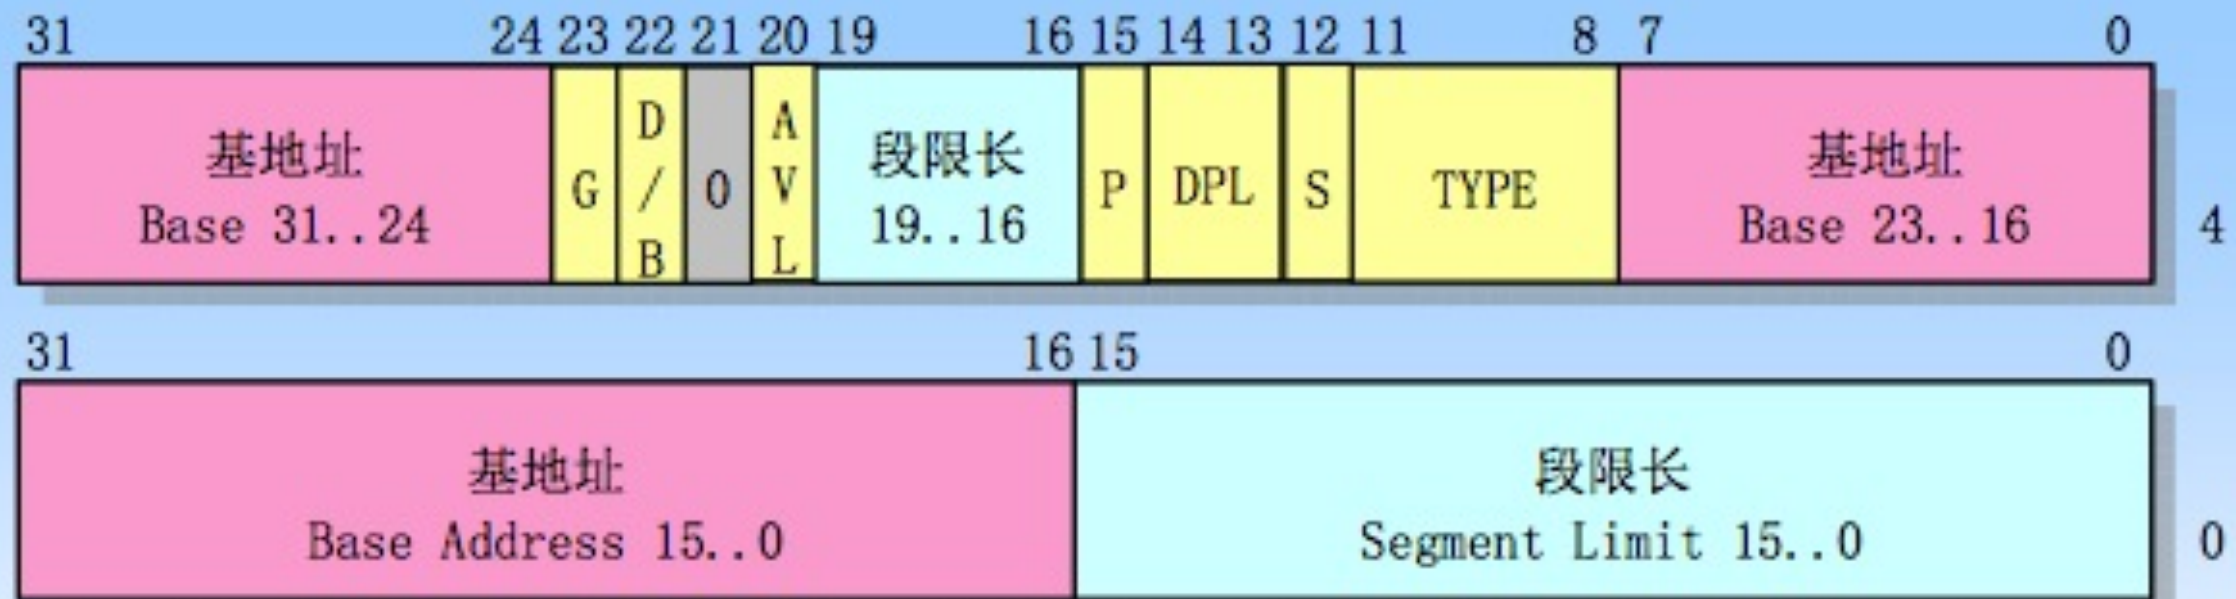 31 24 23 22 21 20 19 16 15 14 13 12 11 8 7 0
基地址
Base 31..24
G
D
/
B
0
A
V
L
段限长
19..16
P
DPL
S
TYPE
基地址
Base 23..16
4
31 16 15 0
基地址
Base Address 15..0
段限长
Segment Limit 15..0
0